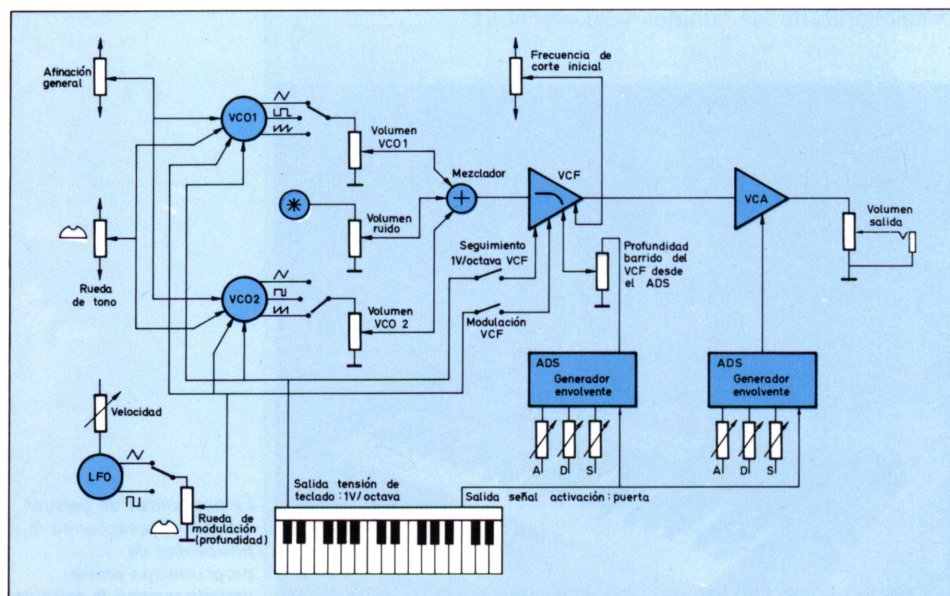 Afinación
general
VCO1
Volumen
VCO1
Volumen
ruido
Rueda
de tono
VCO2
Volumen
VCO 2
Mezclador
Frecuencia de
corte inicial
VCF
Seguimiento
1V/octava VCF
Modulación
VCF
Profundidad
barrido del
VCF desde
el ADS
VCA
Volumen
salida
ADS
Generador
envolvente
A D S
ADS
Generador
envolvente
A D S
Velocidad
LFO
Rueda de
modulación
(profundidad)
Salida tensión de
teclado: 1V/octava
Salida señal activación: puerta